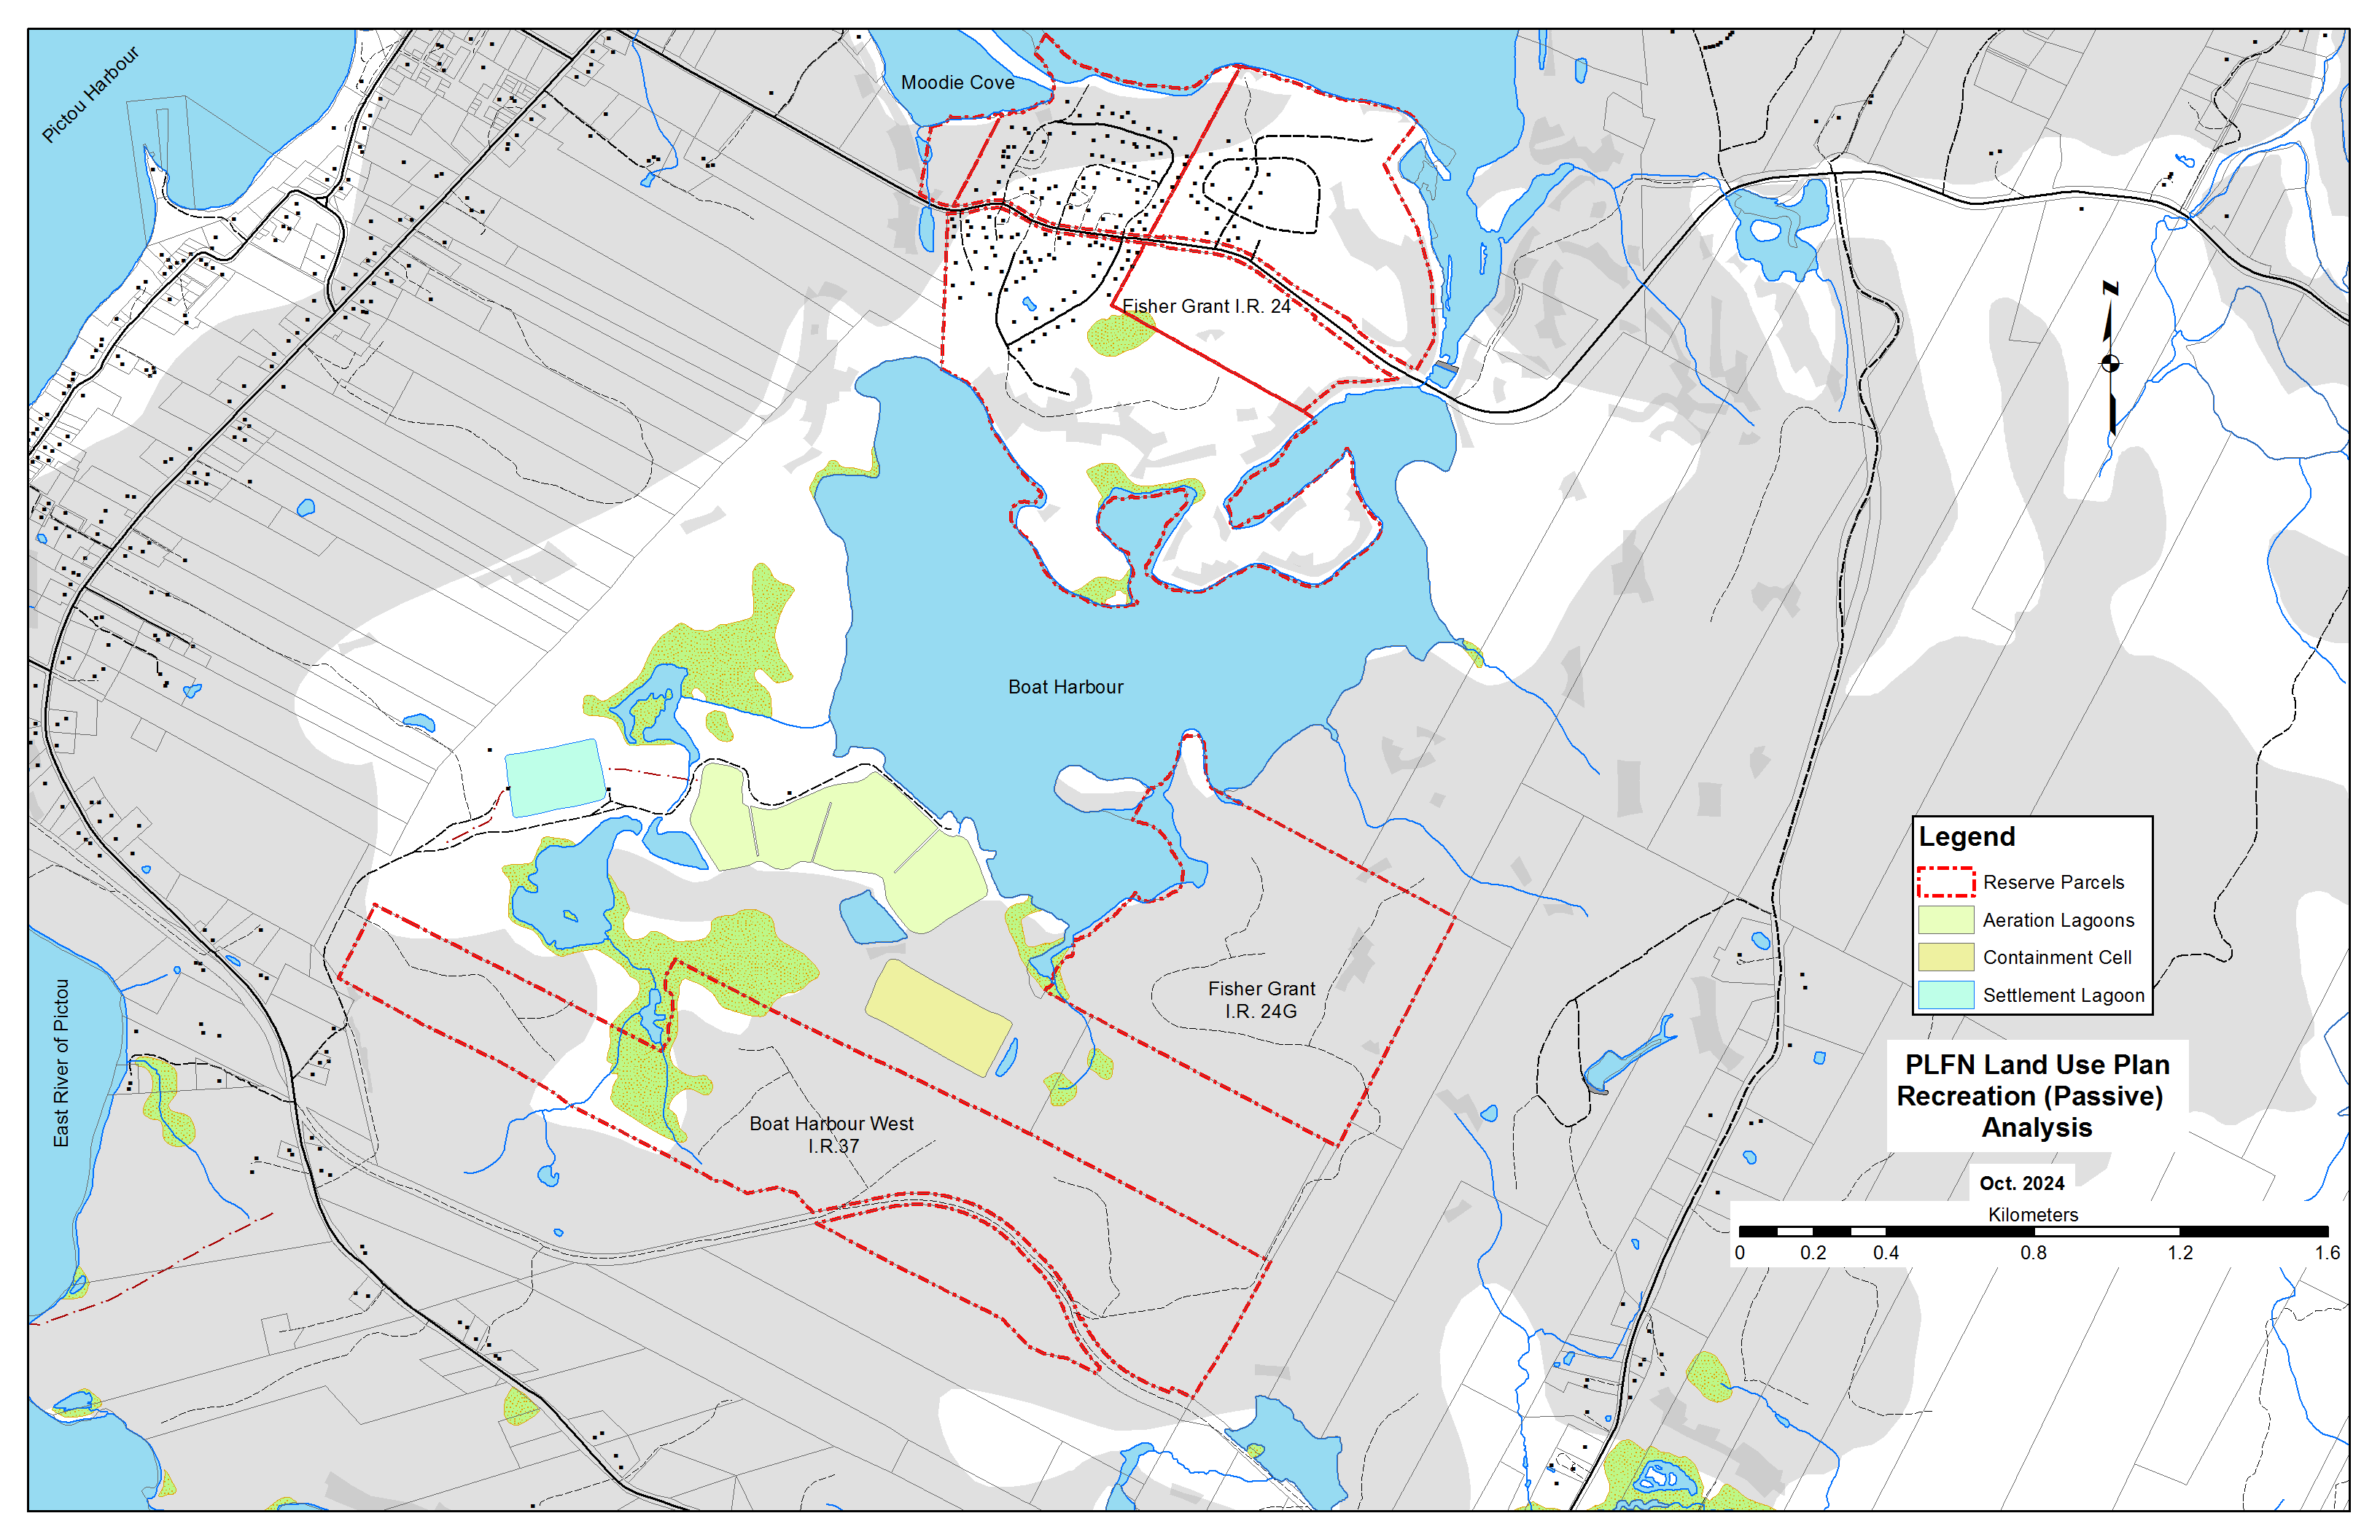 Pictou Harbour
Moodie Cove
Fisher Grant I.R. 24
N
Boat Harbour
East River of Pictou
Fisher Grant
I.R. 24G
Boat Harbour West
I.R.37
Legend
Reserve Parcels
Aeration Lagoons
Containment Cell
Settlement Lagoon
PLFN Land Use Plan
Recreation (Passive)
Analysis
Oct. 2024
Kilometers
0 0.2 0.4 0.8 1.2 1.6